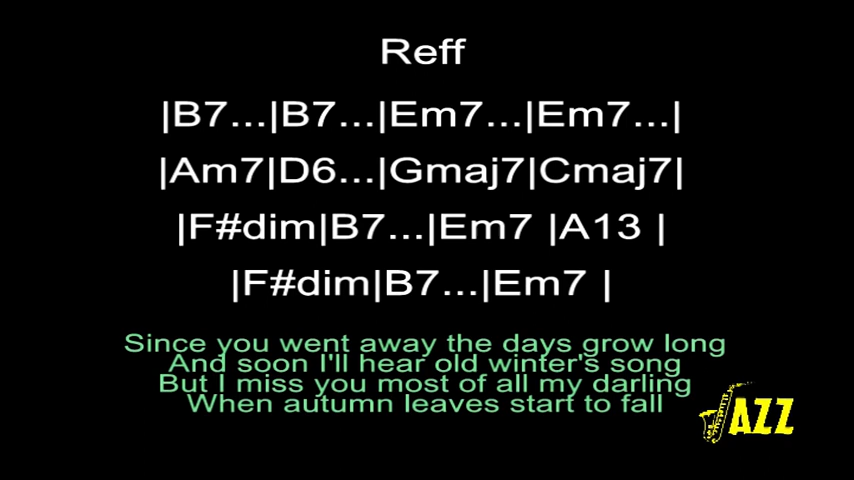 Reff
|B7...|B7...|Em7...|Em7...|
|Am7|D6...|Gmaj7|Cmaj7|
|F#dim|B7...|Em7 |A13 |
|F#dim|B7...|Em7 |
Since you went away the days grow long
And soon I'll hear old winter's song
But I miss you most of all my darling
When autumn leaves start to fall
JAZZ